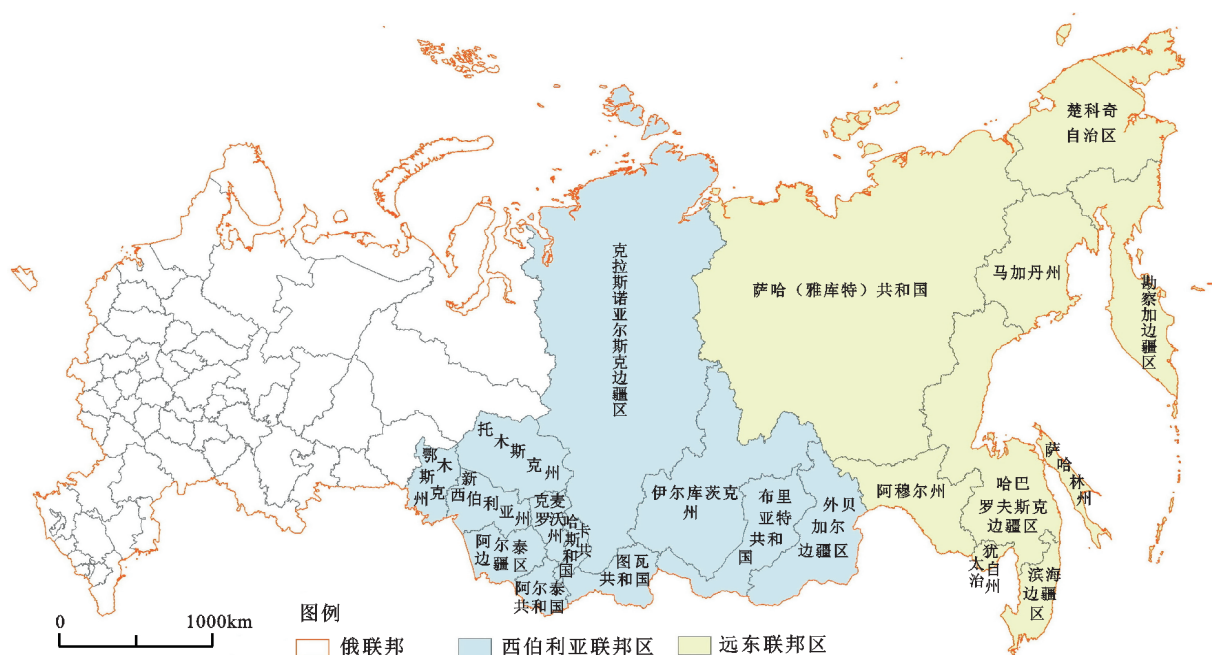 楚科奇
自治区
克拉斯诺亚尔斯克边疆区
萨哈（雅库特）共和国
马加丹州
勘察加边疆区
托木斯克州
鄂木斯克州
新西伯利亚州
克麦罗沃州
哈卡斯共和国
阿尔泰边疆区
阿尔泰共和国
图瓦
共和国
伊尔库茨克
州
布里
亚特
共和
国
外贝
加尔
边疆区
阿穆尔州
哈巴
罗夫斯克
边疆区
萨哈林州
犹太自治州
滨海
边疆
区
图例
0 1000km
俄联邦
西伯利亚联邦区
远东联邦区